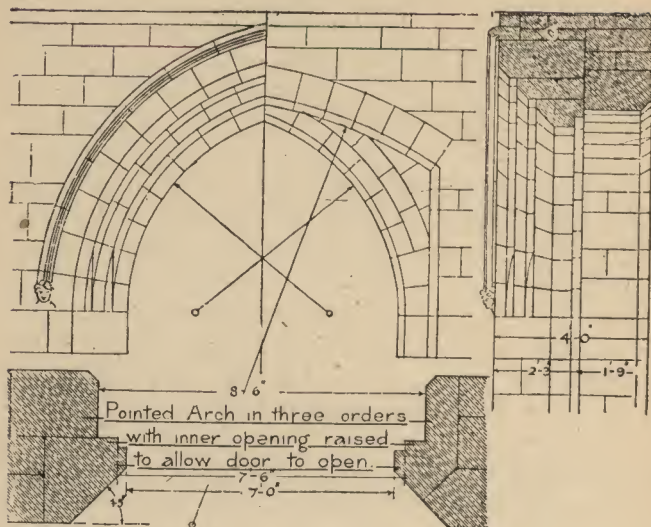 4'-0"
2'-3"
1'-9"
8-6"
Pointed Arch in three orders
with inner opening raised
to allow door to open.
7'-6"
7'-0"